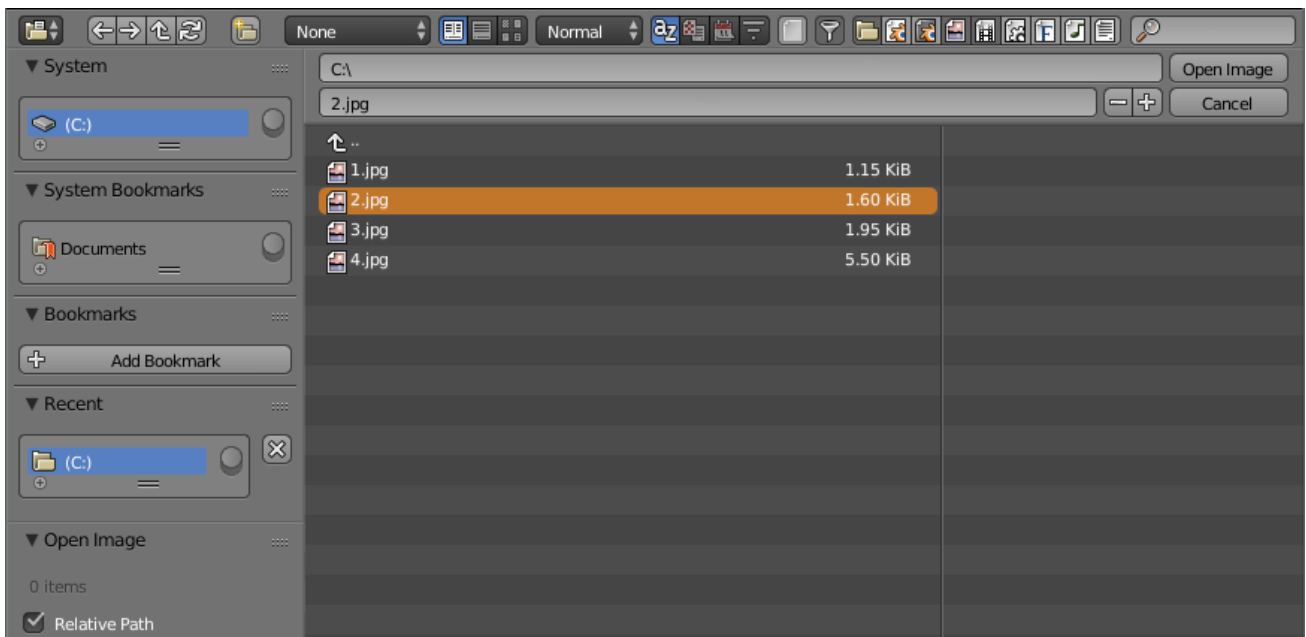 None Normal
System
C:\ Open Image
2.jpg Cancel
(C:)
..
1.jpg 1.15 KiB
System Bookmarks
2.jpg 1.60 KiB
3.jpg 1.95 KiB
Documents
4.jpg 5.50 KiB
Bookmarks
Add Bookmark
Recent
(C:)
Open Image
0 items
Relative Path